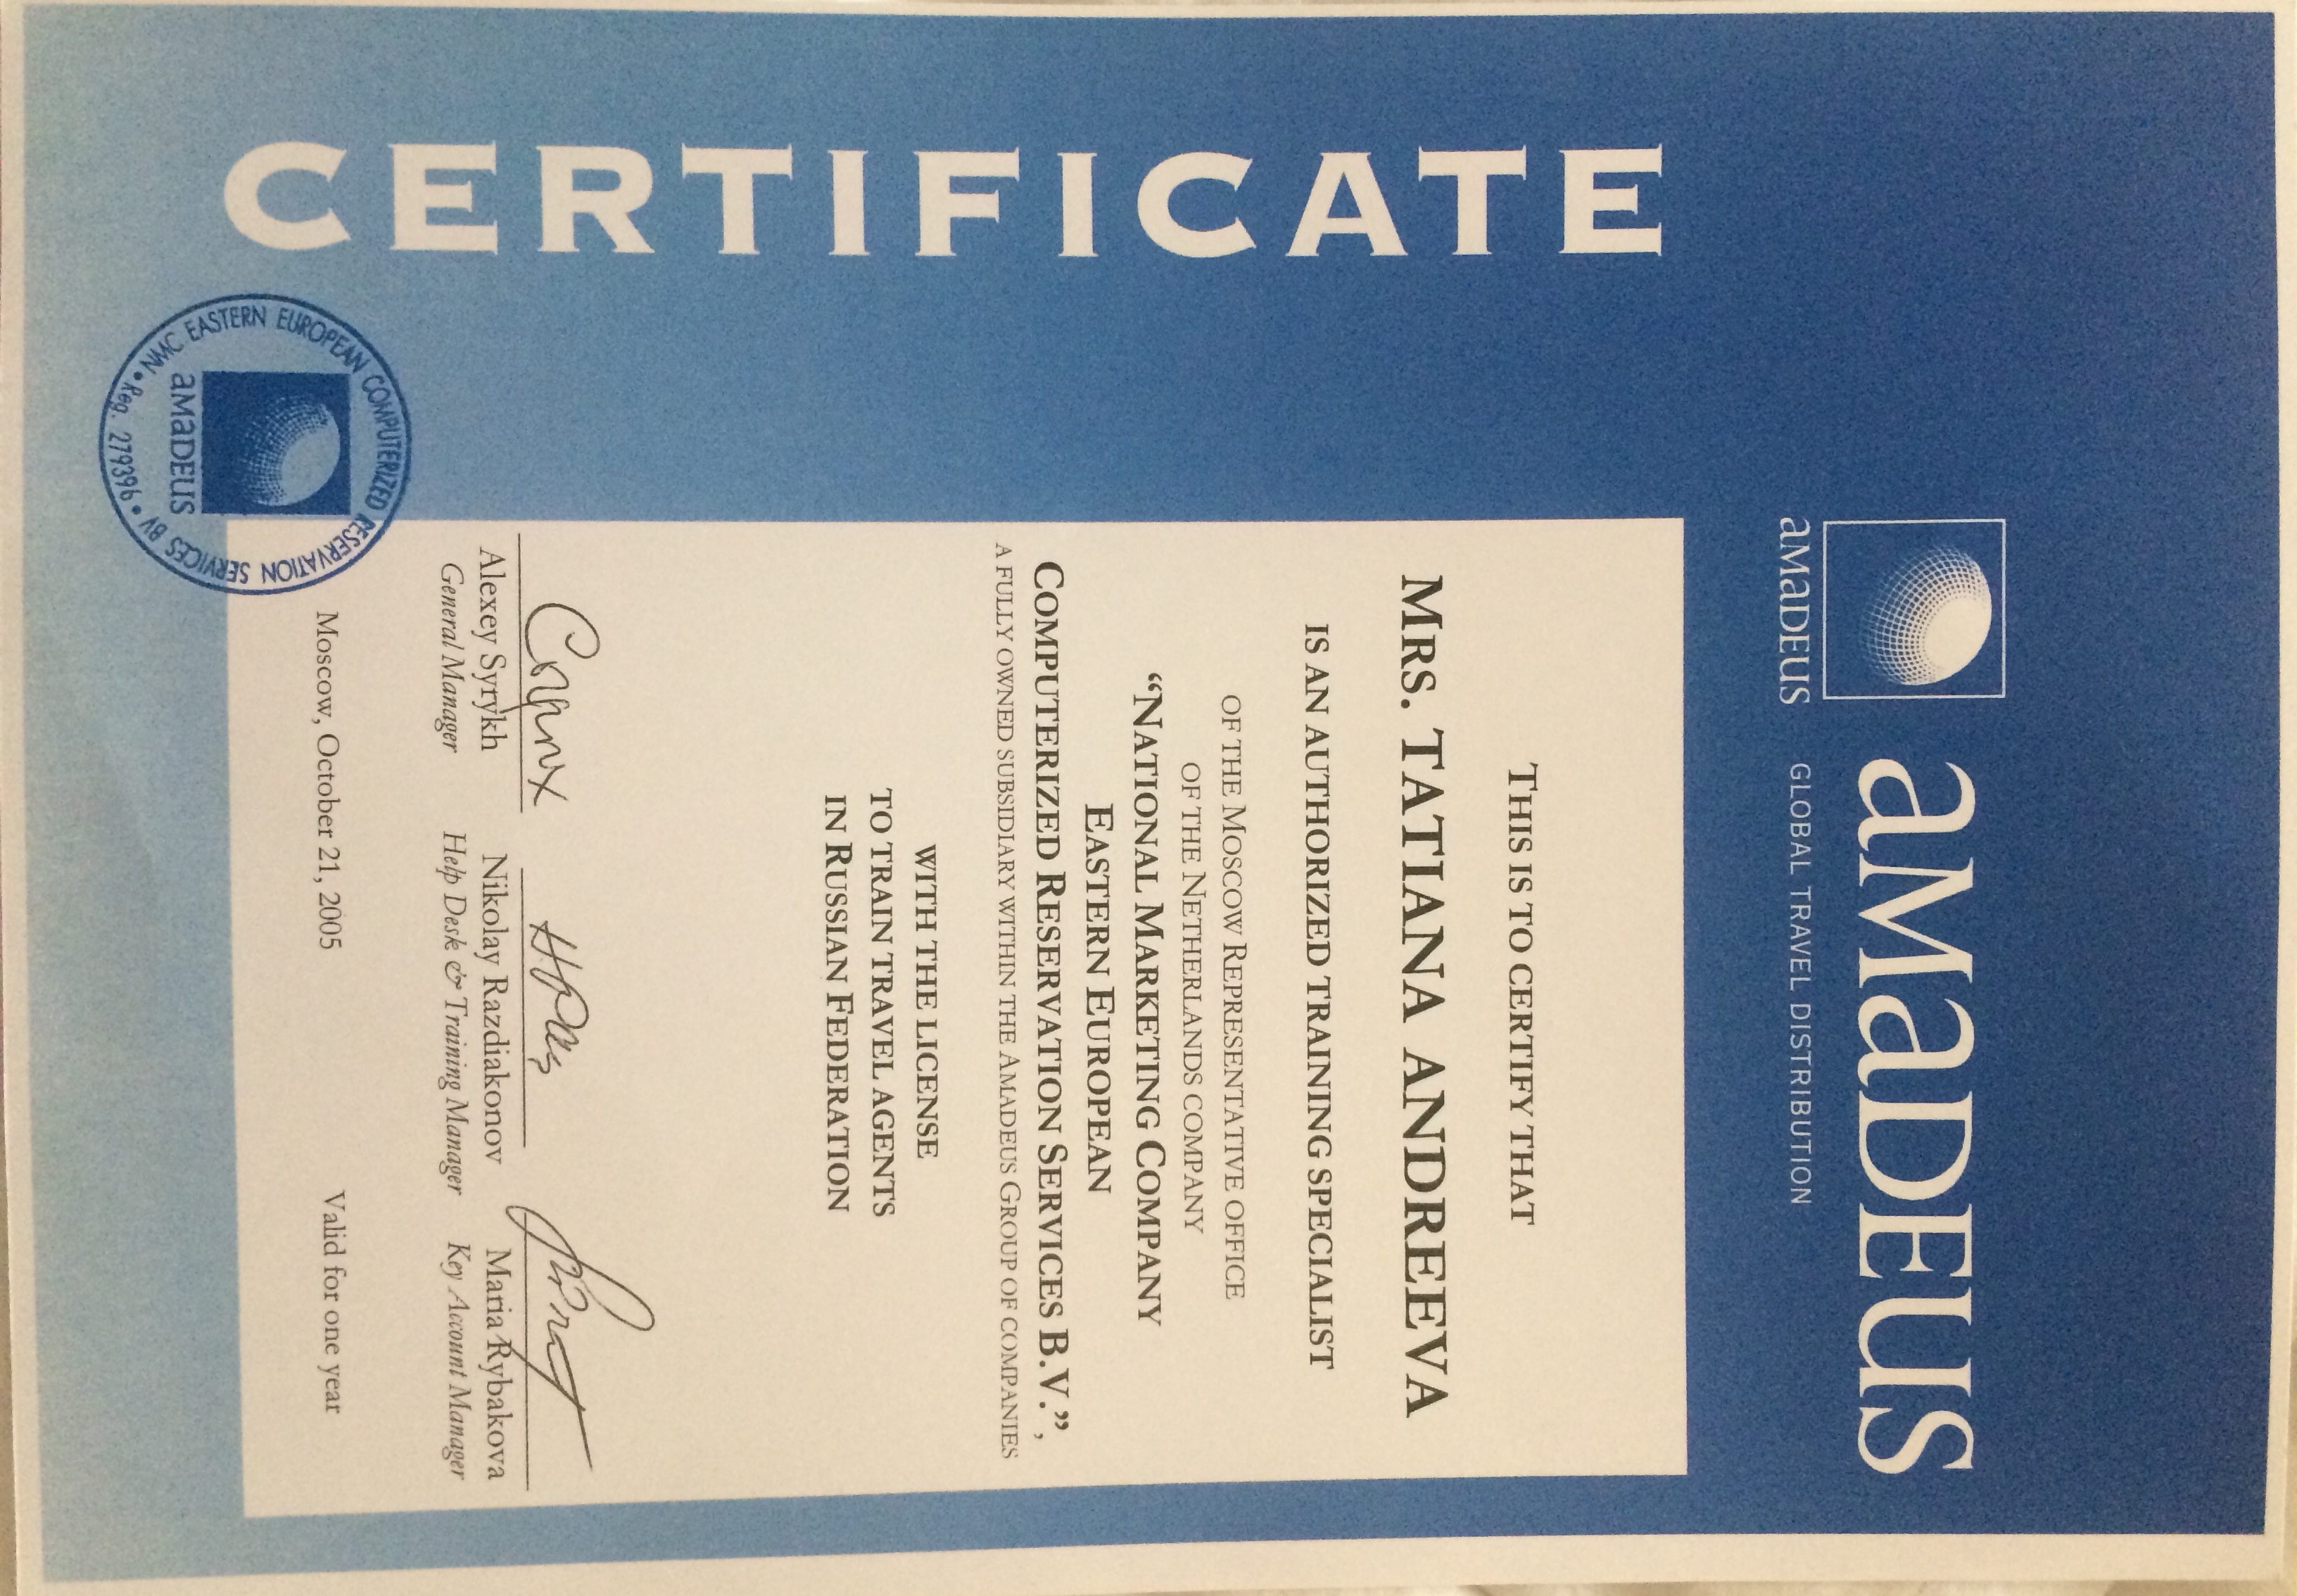 aMaDEUS
aMaDEUS
GLOBAL TRAVEL DISTRIBUTION
CERTIFICATE
THIS IS TO CERTIFY THAT
MRS. TATIANA ANDREEVA
IS AN AUTHORIZED TRAINING SPECIALIST
OF THE MOSCOW REPRESENTATIVE OFFICE
OF THE NETHERLANDS COMPANY
“NATIONAL MARKETING COMPANY
EASTERN EUROPEAN
COMPUTERIZED RESERVATION SERVICES B.V.”,
A FULLY OWNED SUBSIDIARY WITHIN THE AMADEUS GROUP OF COMPANIES
WITH THE LICENSE
TO TRAIN TRAVEL AGENTS
IN RUSSIAN FEDERATION
Alexey Syrykh
General Manager
Nikolay Razdiakonov
Help Desk & Training Manager
Maria Rybakova
Key Account Manager
Moscow, October 21, 2005
Valid for one year
NMC EASTERN EUROPEAN COMPUTERIZED RESERVATION SERVICES BV
aMaDEUS
• Reg. 279396 •